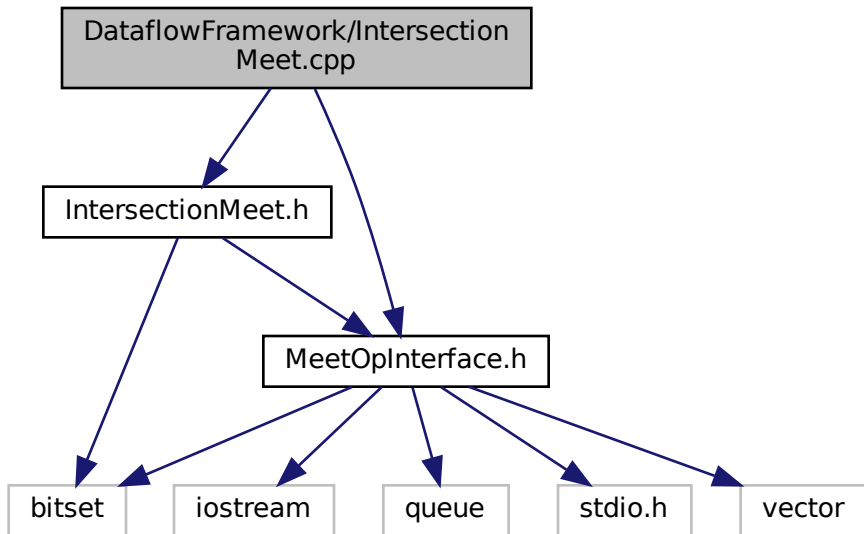 DataflowFramework/Intersection
Meet.cpp
IntersectionMeet.h
MeetOpInterface.h
bitset
iostream
queue
stdio.h
vector